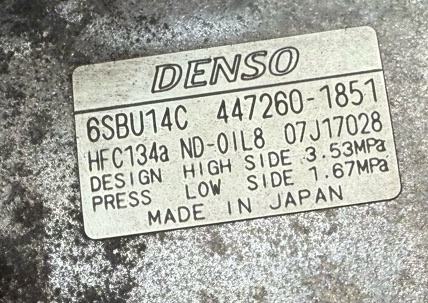 DENSO
6SBU14C 447260-1851
HFC134a ND-OIL8 07J17028
DESIGN HIGH SIDE 3.53MPa
PRESS LOW SIDE 1.67MPa
MADE IN JAPAN